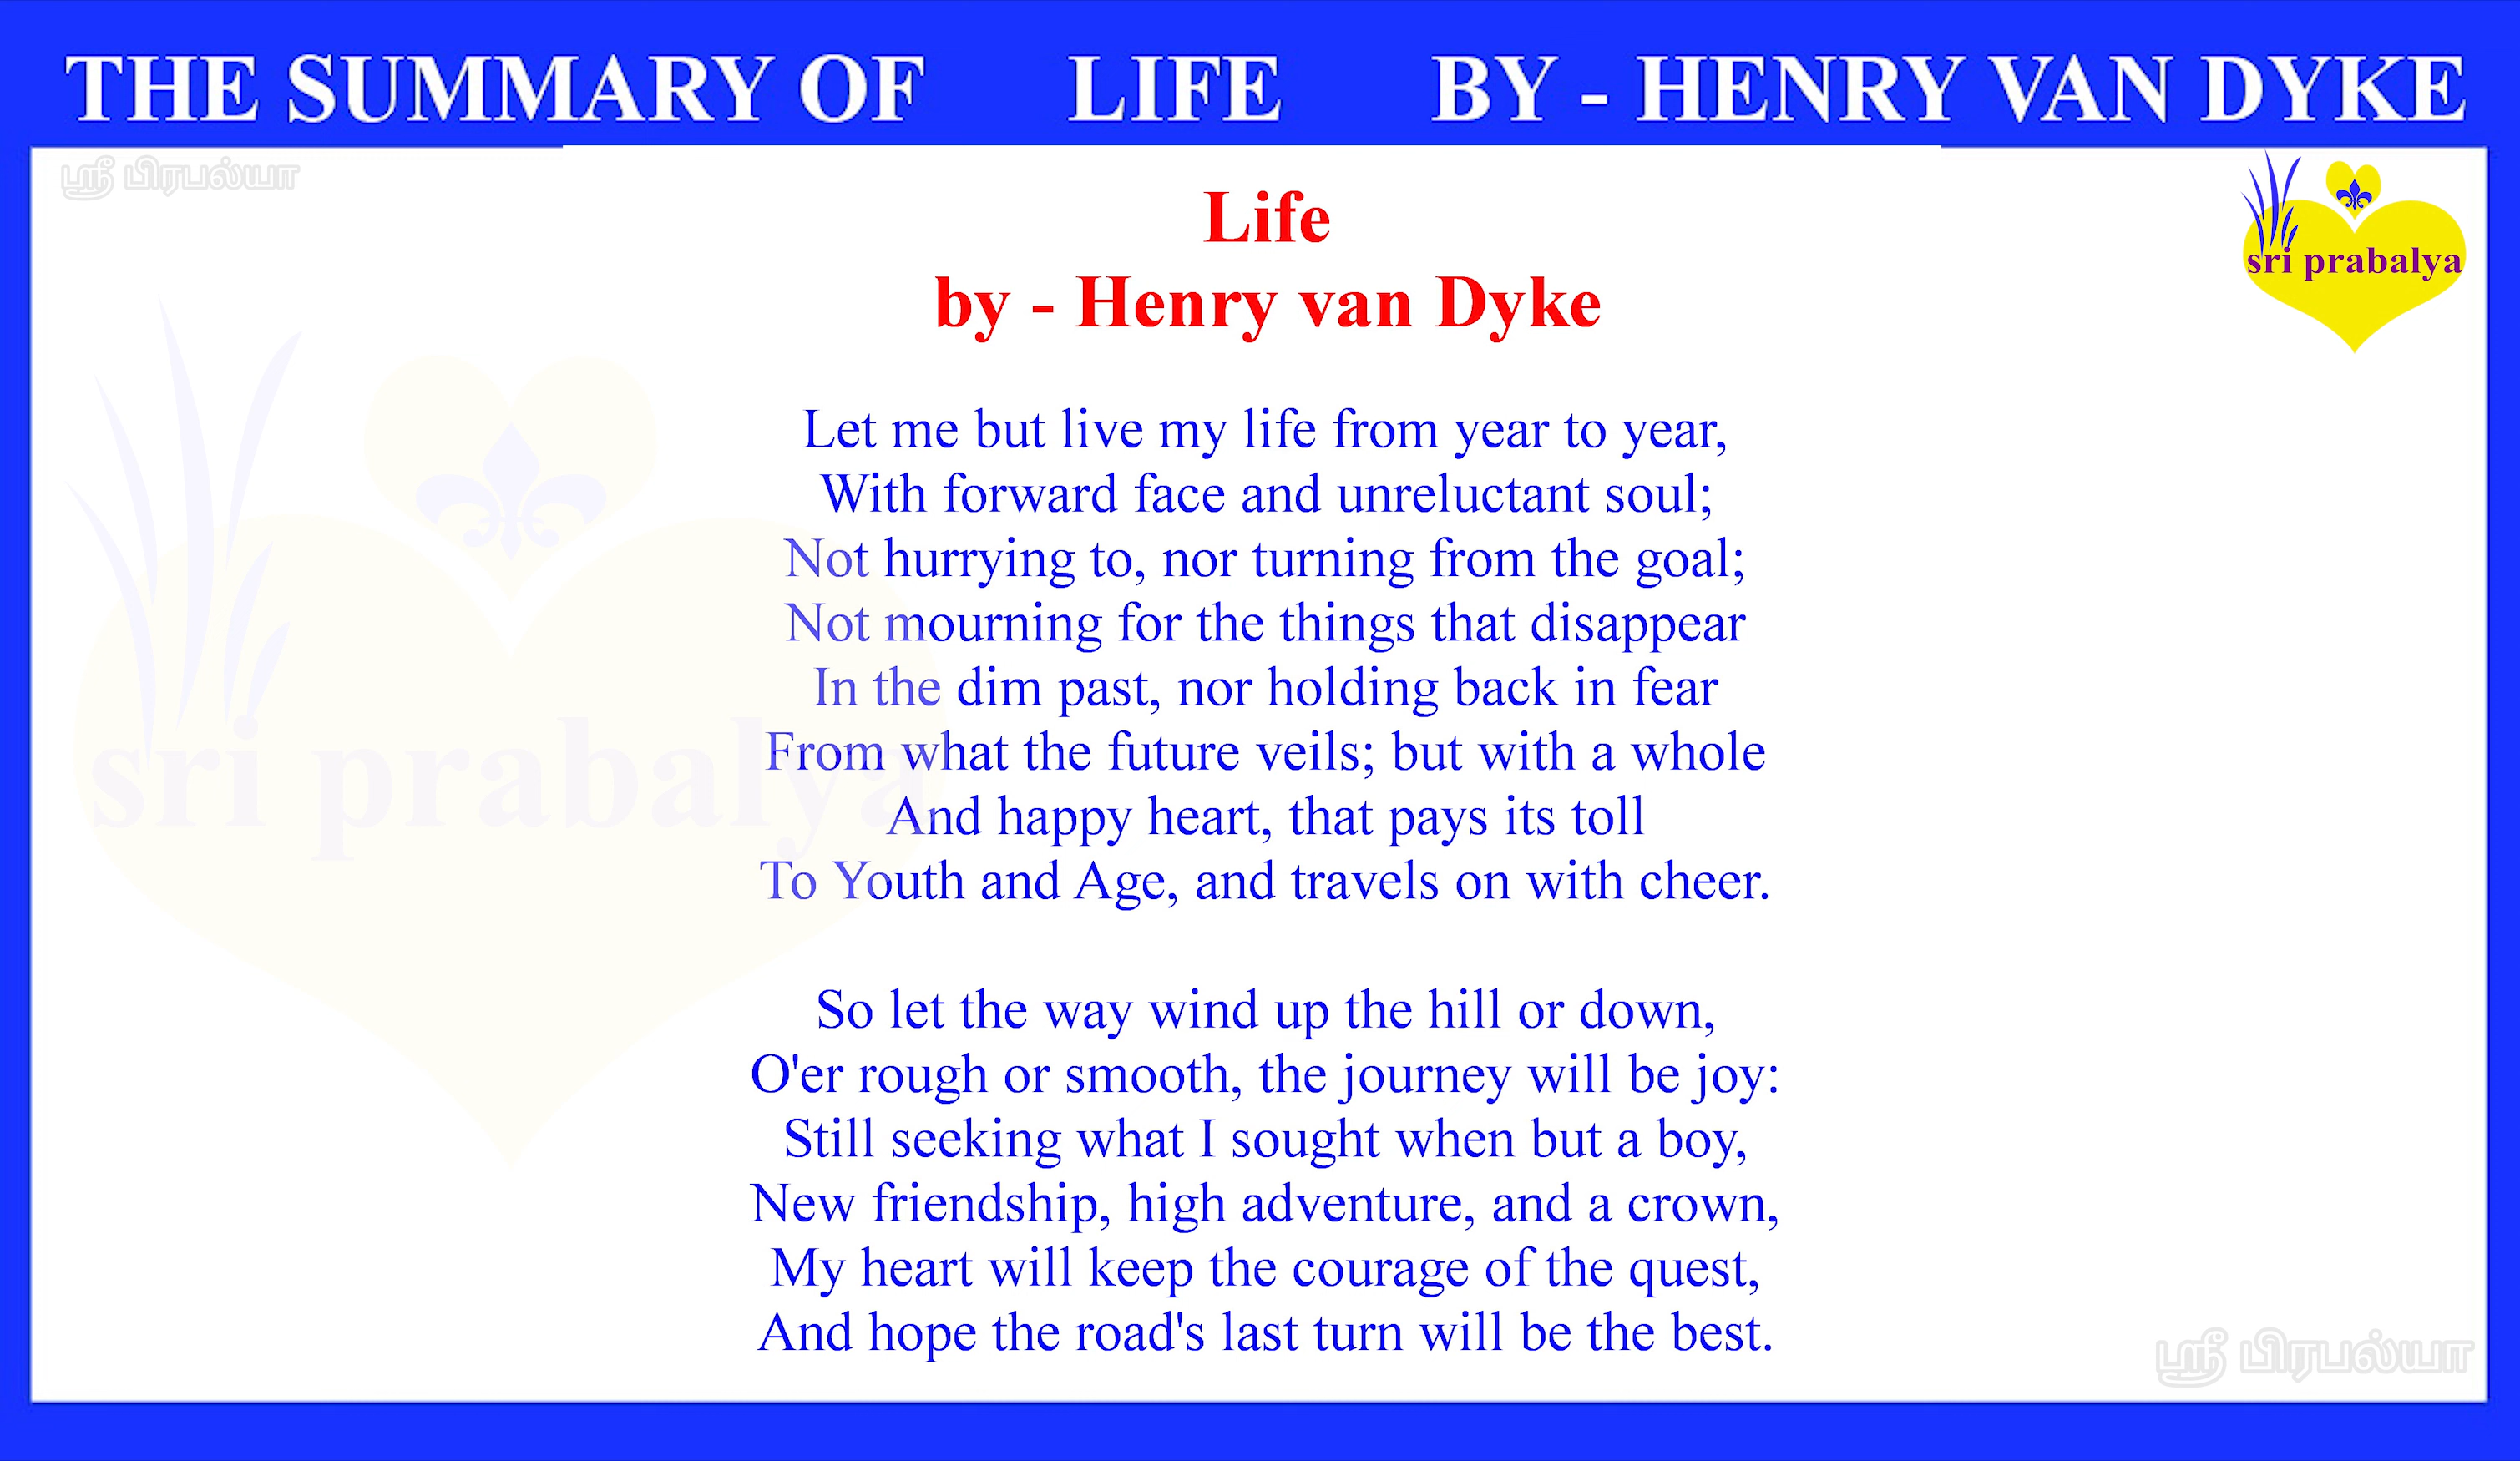 THE SUMMARY OF LIFE BY - HENRY VAN DYKE
ஸ்ரீ பிரபல்யா
sri prabalya
Life
by - Henry van Dyke
Let me but live my life from year to year,
With forward face and unreluctant soul;
Not hurrying to, nor turning from the goal;
Not mourning for the things that disappear
In the dim past, nor holding back in fear
From what the future veils; but with a whole
And happy heart, that pays its toll
To Youth and Age, and travels on with cheer.
sri prabalya
So let the way wind up the hill or down,
O'er rough or smooth, the journey will be joy:
Still seeking what I sought when but a boy,
New friendship, high adventure, and a crown,
My heart will keep the courage of the quest,
And hope the road's last turn will be the best.
ஸ்ரீ பிரபல்யா